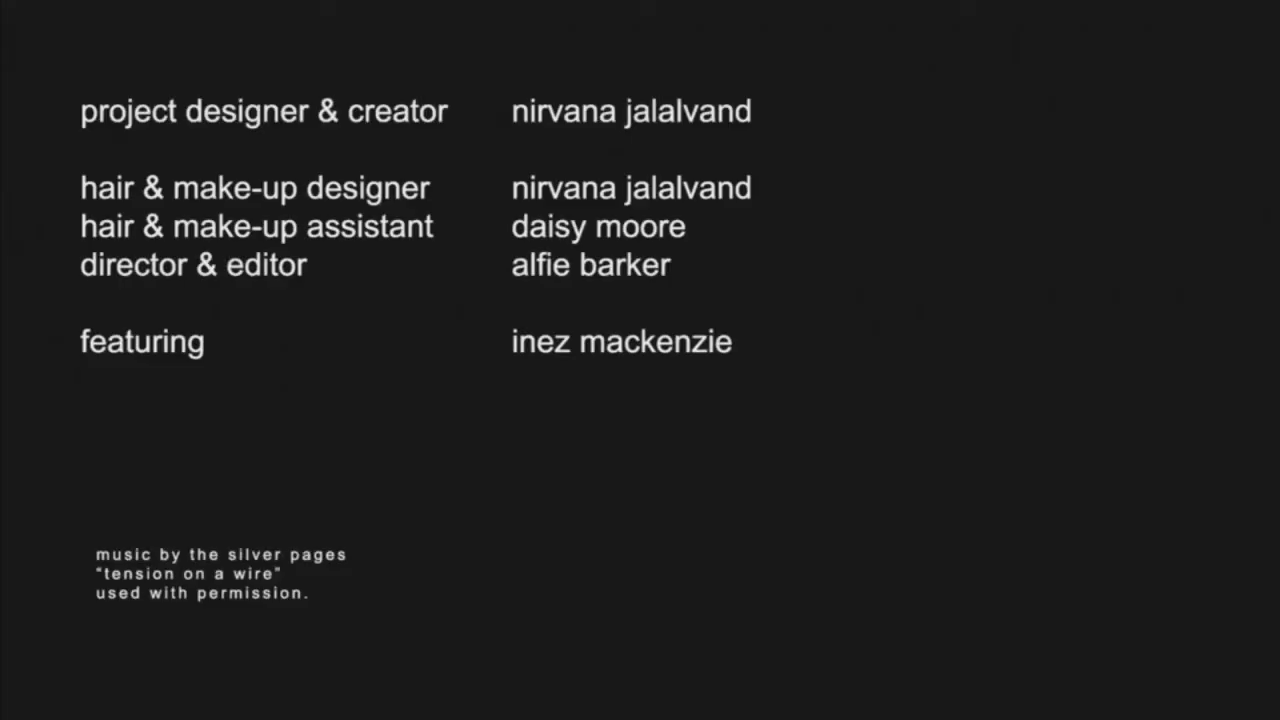 project designer & creator nirvana jalalvand
hair & make-up designer nirvana jalalvand
hair & make-up assistant daisy moore
director & editor alfie barker
featuring inez mackenzie
music by the silver pages
“tension on a wire”
used with permission.